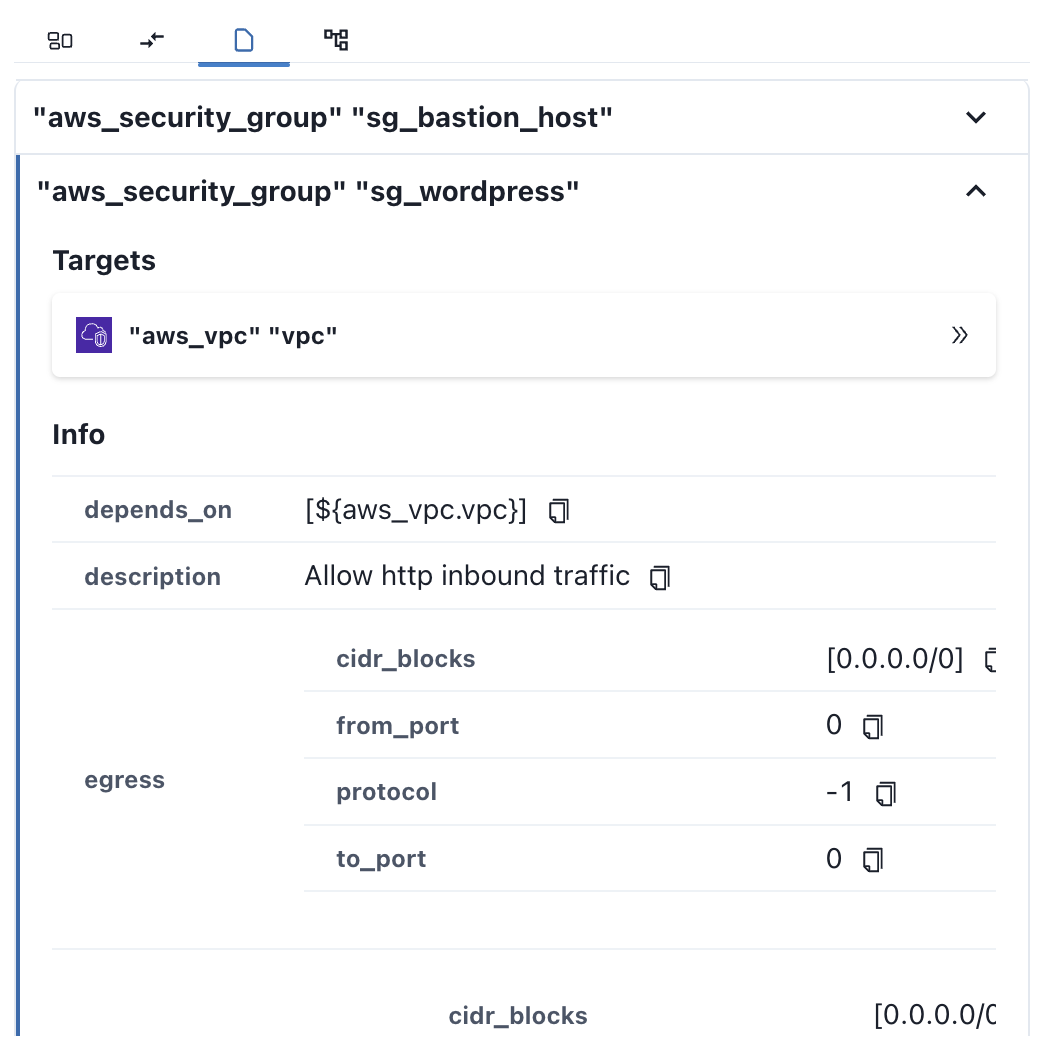 "aws_security_group" "sg_bastion_host"
"aws_security_group" "sg_wordpress"
Targets
"aws_vpc" "vpc"
Info
depends_on [${aws_vpc.vpc}]
description Allow http inbound traffic
egress
cidr_blocks [0.0.0.0/0]
from_port 0
protocol -1
to_port 0
cidr_blocks [0.0.0.0/0